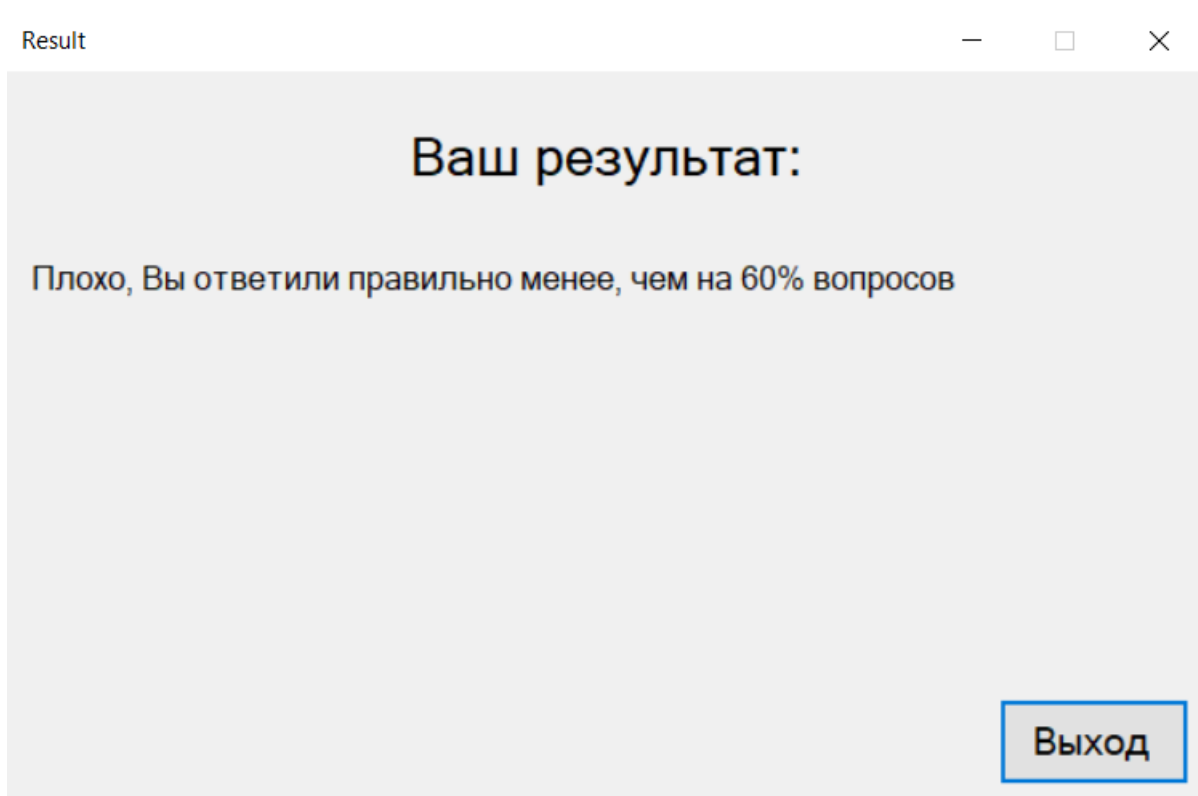 Result
Ваш результат:
Плохо, Вы ответили правильно менее, чем на 60% вопросов
Выход